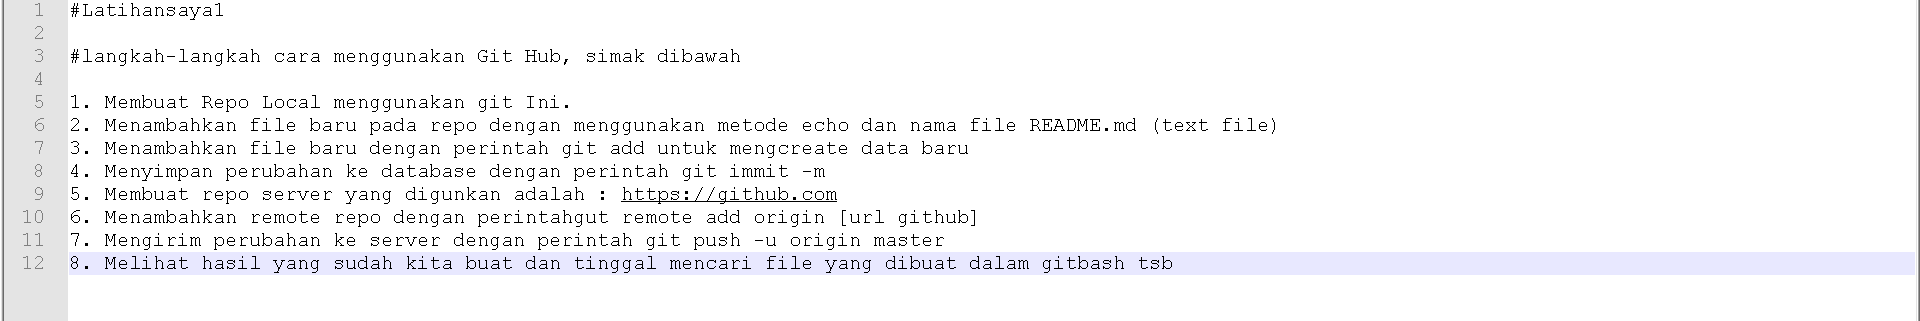 1 #Latihansaya1
2
3 #langkah-langkah cara menggunakan Git Hub, simak dibawah
4
5 1. Membuat Repo Local menggunakan git Ini.
6 2. Menambahkan file baru pada repo dengan menggunakan metode echo dan nama file README.md (text file)
7 3. Menambahkan file baru dengan perintah git add untuk mengcreate data baru
8 4. Menyimpan perubahan ke database dengan perintah git immit -m
9 5. Membuat repo server yang digunkan adalah : https://github.com
10 6. Menambahkan remote repo dengan perintahgut remote add origin [url github]
11 7. Mengirim perubahan ke server dengan perintah git push -u origin master
12 8. Melihat hasil yang sudah kita buat dan tinggal mencari file yang dibuat dalam gitbash tsb